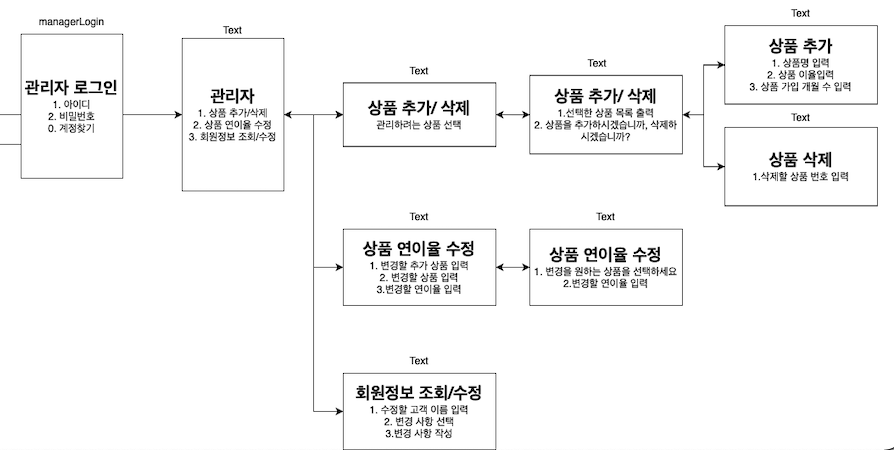 managerLogin
관리자 로그인
1. 아이디
2. 비밀번호
0. 계정찾기
Text
관리자
1. 상품 추가/삭제
2. 상품 연이율 수정
3. 회원정보 조회/수정
Text
상품 추가/ 삭제
관리하려는 상품 선택
Text
상품 추가/ 삭제
1.선택한 상품 목록 출력
2. 상품을 추가하시겠습니까, 삭제하
시겠습니까?
Text
상품 추가
1. 상품명 입력
2. 상품 이율입력
3. 상품 가입 개월 수 입력
Text
상품 삭제
1.삭제할 상품 번호 입력
Text
상품 연이율 수정
1. 변경할 추가 상품 입력
2. 변경할 상품 입력
3.변경할 연이율 입력
Text
상품 연이율 수정
1. 변경을 원하는 상품을 선택하세요
2.변경할 연이율 입력
Text
회원정보 조회/수정
1. 수정할 고객 이름 입력
2. 변경 사항 선택
3.변경 사항 작성